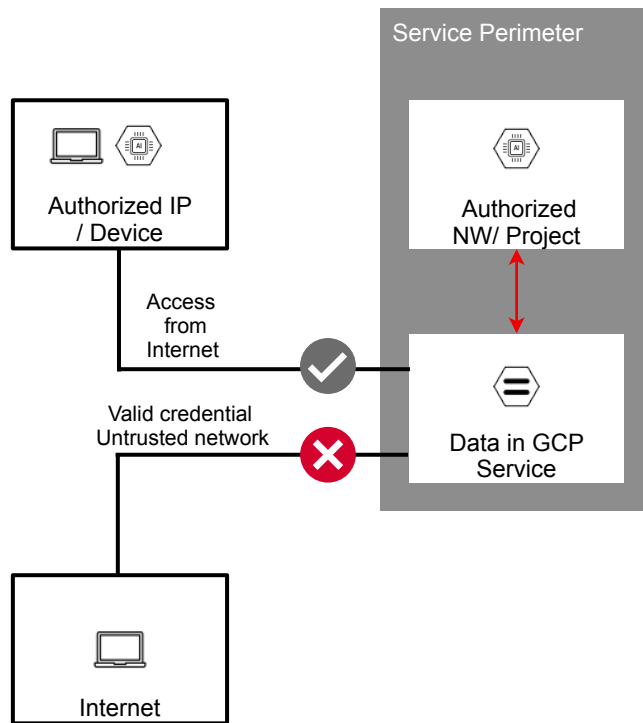 Service Perimeter
AI
Authorized IP
/ Device
AI
Authorized
NW/ Project
Access
from
Internet
Valid credential
Untrusted network
Data in GCP
Service
Internet